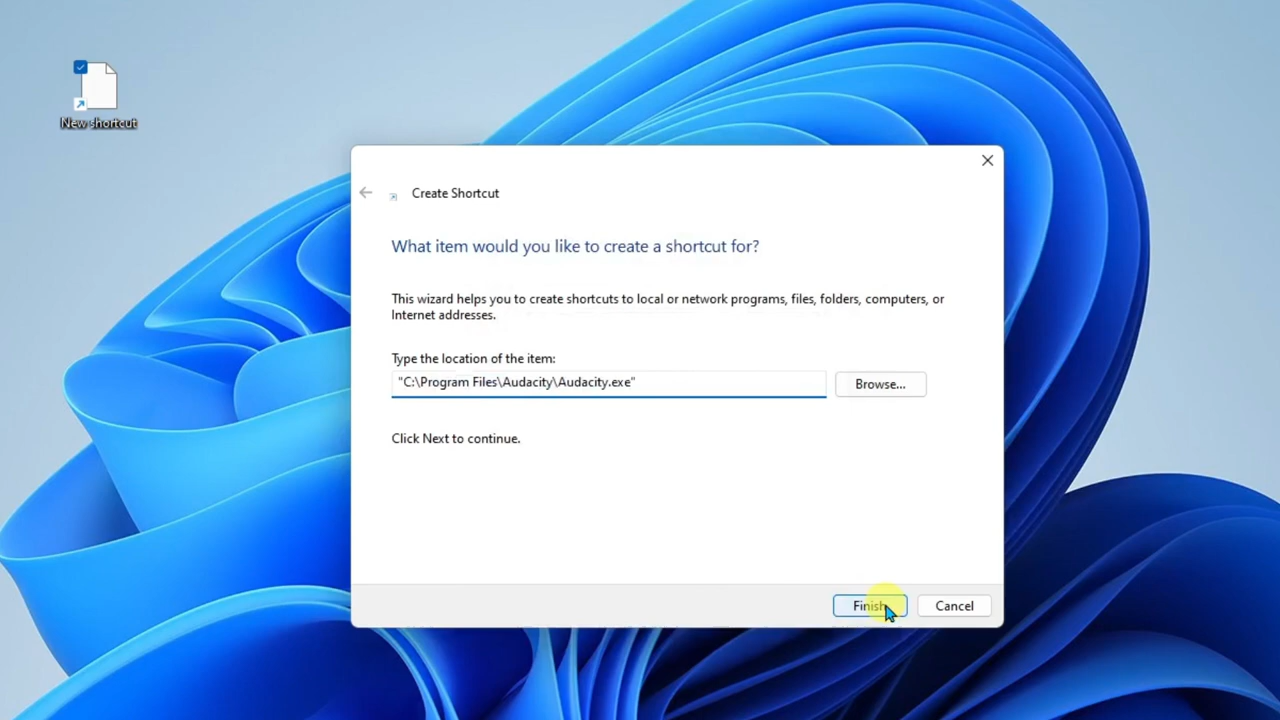 New shortcut
Create Shortcut
What item would you like to create a shortcut for?
This wizard helps you to create shortcuts to local or network programs, files, folders, computers, or
Internet addresses.
Type the location of the item:
"C:\Program Files\Audacity\Audacity.exe"
Browse...
Click Next to continue.
Finish
Cancel